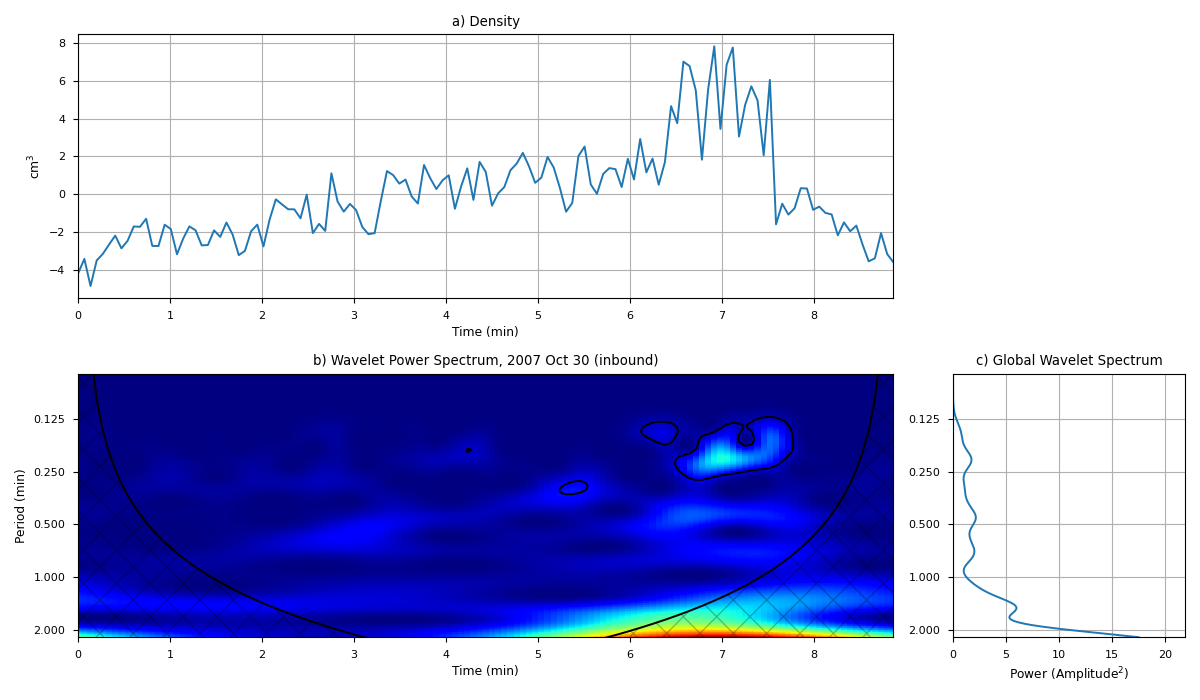 a) Density
cm³
8
6
4
2
0
−2
−4
0 1 2 3 4 5 6 7 8
Time (min)
b) Wavelet Power Spectrum, 2007 Oct 30 (inbound)
Period (min)
0.125
0.250
0.500
1.000
2.000
0 1 2 3 4 5 6 7 8
Time (min)
c) Global Wavelet Spectrum
0.125
0.250
0.500
1.000
2.000
0 5 10 15 20
Power (Amplitude²)